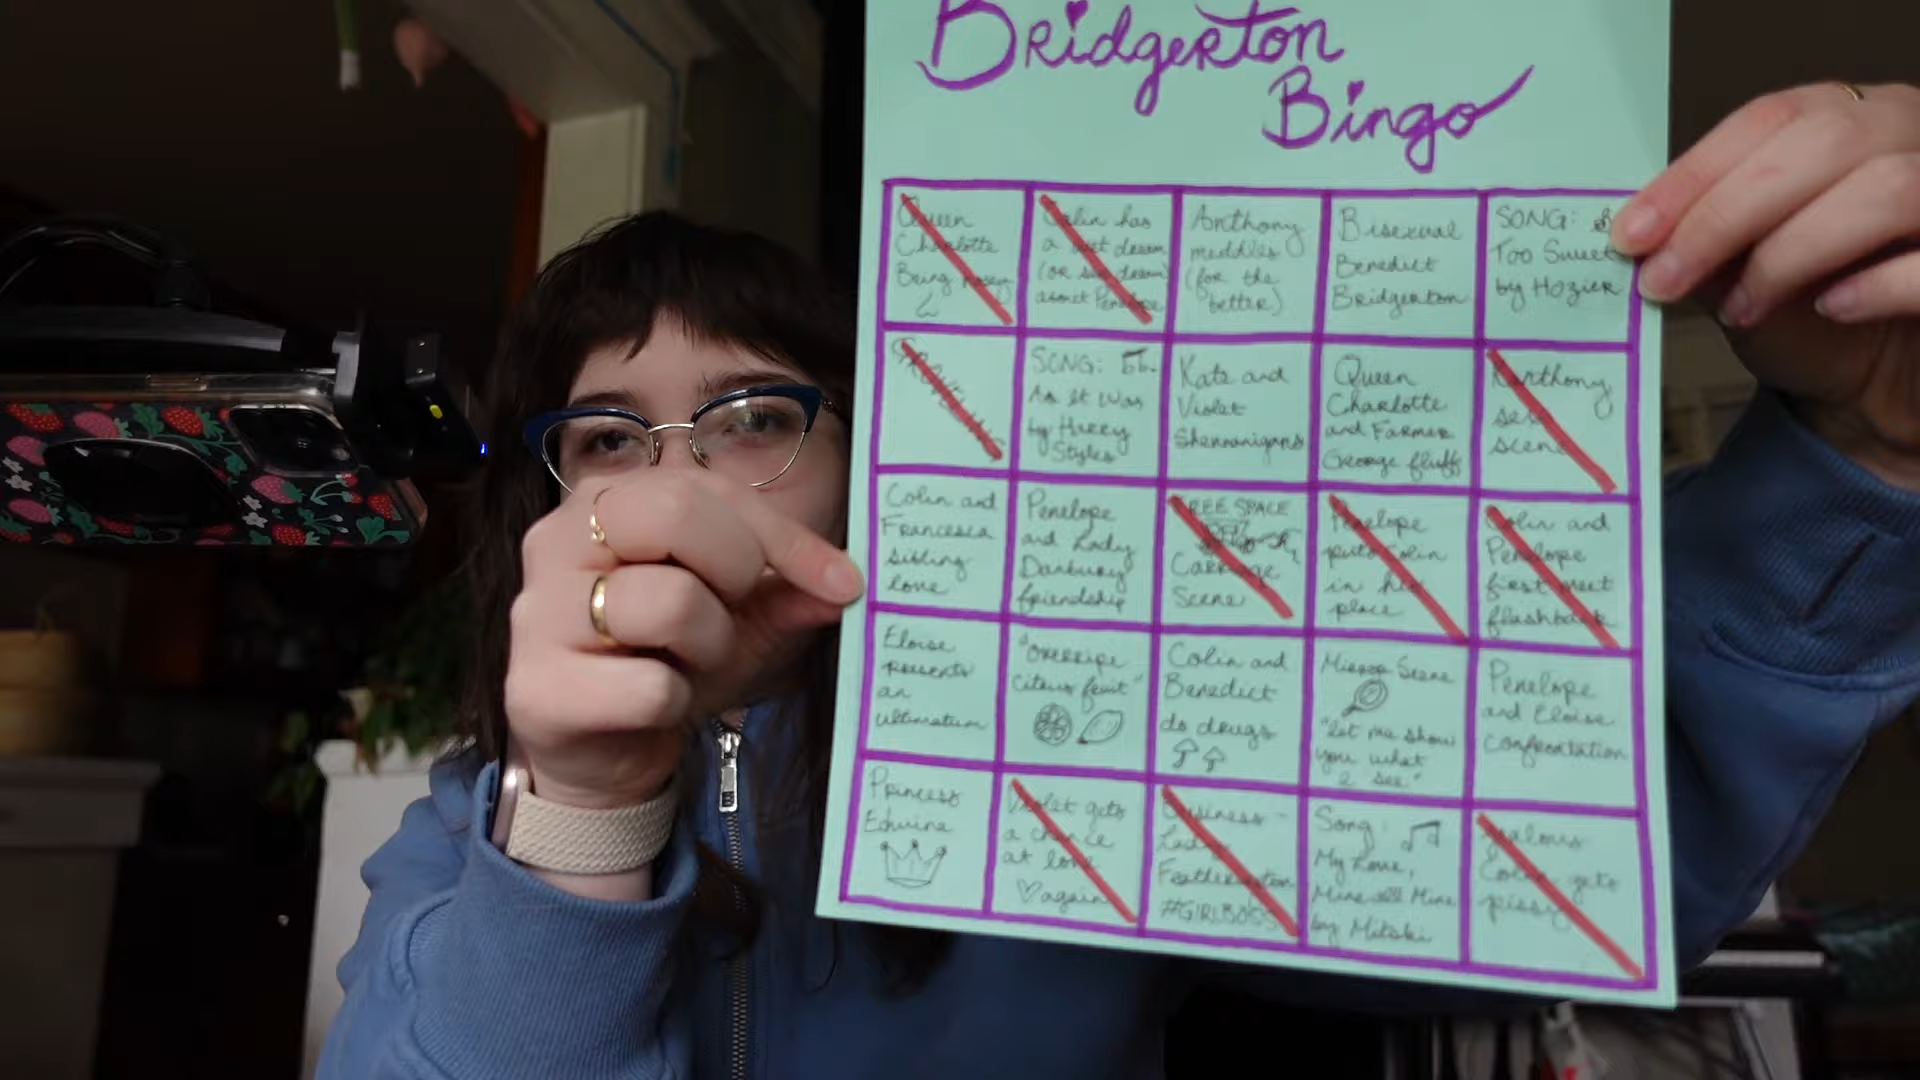 Bridgerton
Bingo
Queen
Charlotte
Being nosey
Colin has
a wet dream
(or
dream)
about Penelope
Anthony
meddles
(for the
better)
Bisexual
Benedict
Bridgerton
SONG:
Too Sweet
by Hozier
SONG:
As It Was
by Harry
Styles
Kate and
Violet
Shennanigans
Queen
Charlotte
and Farmer
George fluff
Kanthony
sex
scene
Colin and
Francesca
sibling
love
Penelope
and Lady
Danbury
friendship
FREE SPACE
Carriage
Scene
Penelope
puts Colin
in his
place
Colin and
Penelope
first meet
flashback
Eloise
presents
an
ultimatum
"overripe
citrus fruit"
Colin and
Benedict
do drugs
Mirror Scene
"let me show
you what
I see"
Penelope
and Eloise
confrontation
Princess
Edwina
Violet gets
a chance
at love
again
Business -
Lady
Featherington
#GIRLBOSS
Song:
My Love,
Mine all Mine
by Mitski
Jealous
Colin gets
pissy